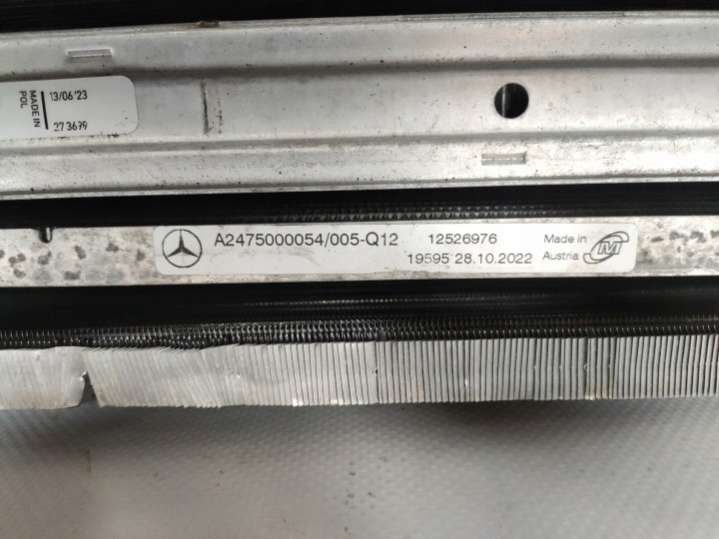 13/06'23
MADE IN
POL
273699
A2475000054/005-Q12
12526976
Made in
Austria
19595 28.10.2022
M